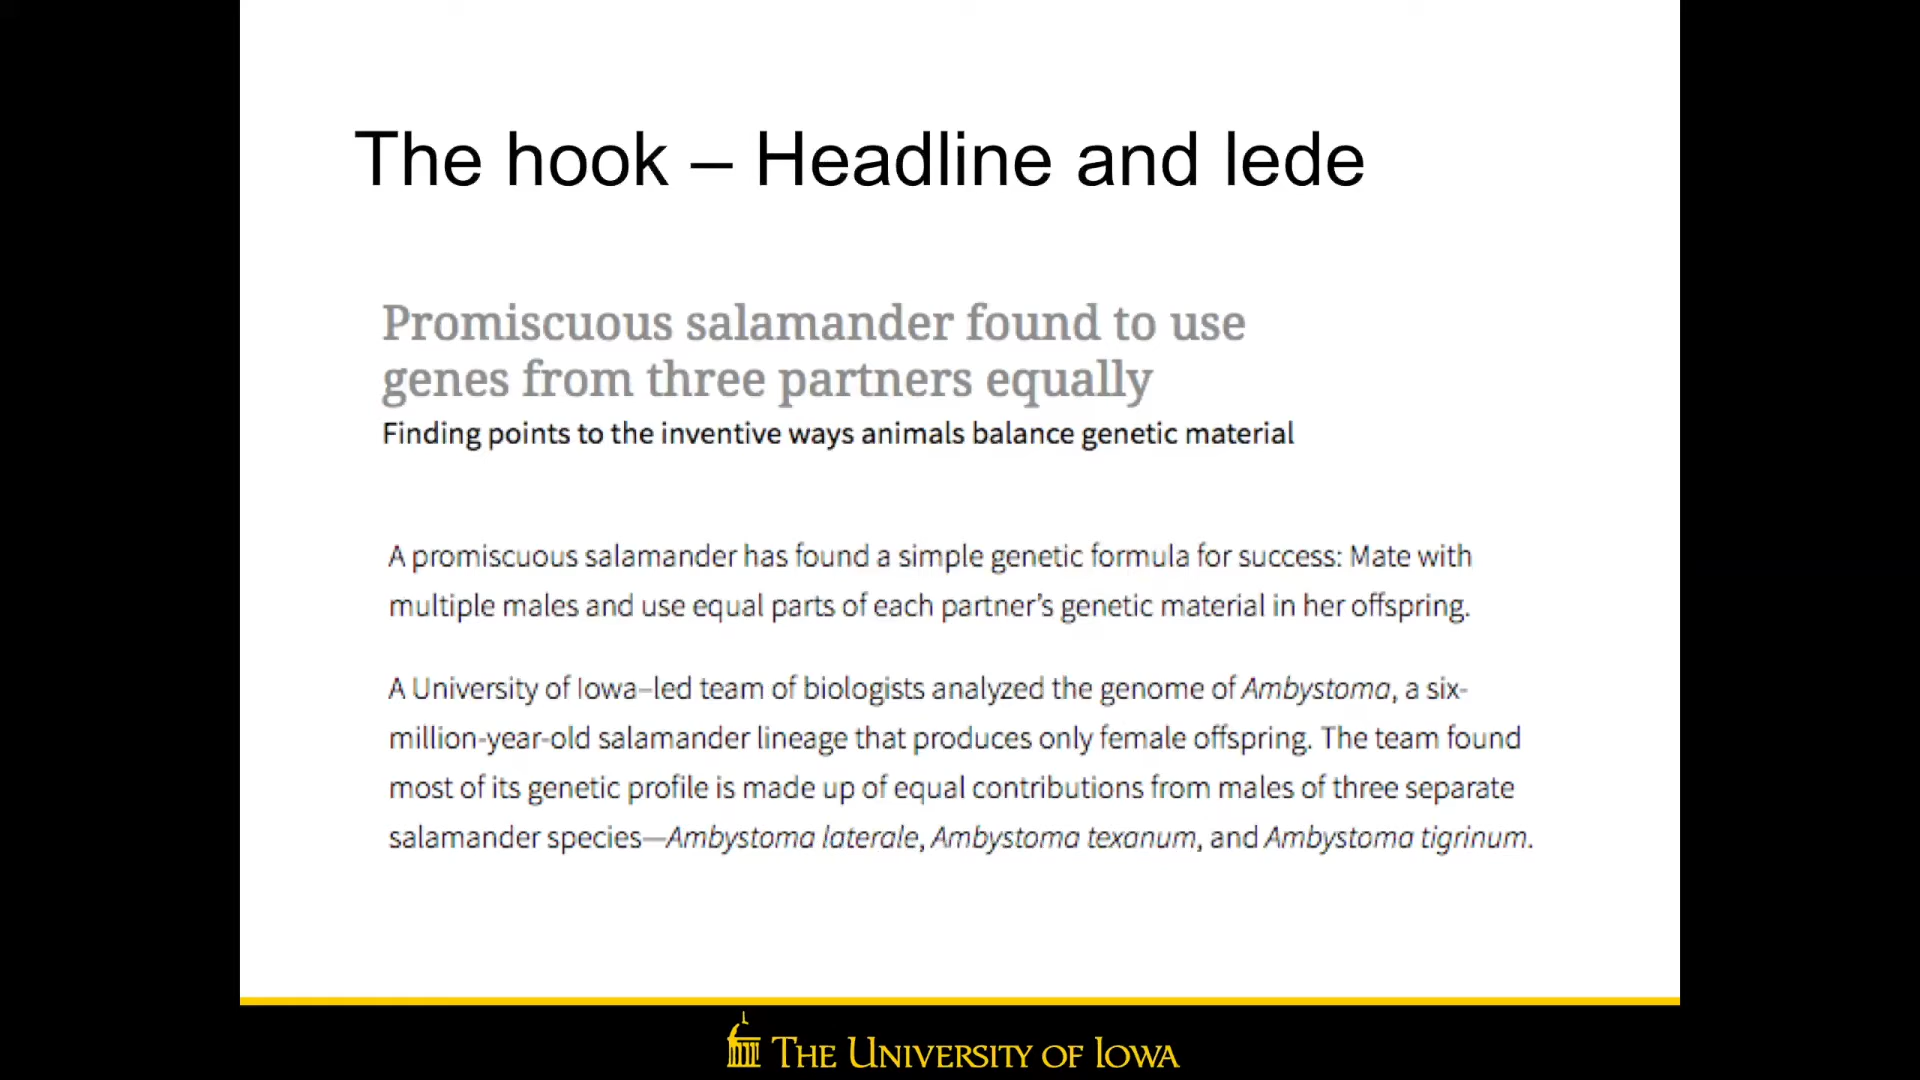 The hook – Headline and lede
Promiscuous salamander found to use
genes from three partners equally
Finding points to the inventive ways animals balance genetic material
A promiscuous salamander has found a simple genetic formula for success: Mate with
multiple males and use equal parts of each partner’s genetic material in her offspring.
A University of Iowa–led team of biologists analyzed the genome of Ambystoma, a six-
million-year-old salamander lineage that produces only female offspring. The team found
most of its genetic profile is made up of equal contributions from males of three separate
salamander species—Ambystoma laterale, Ambystoma texanum, and Ambystoma tigrinum.
THE UNIVERSITY OF IOWA